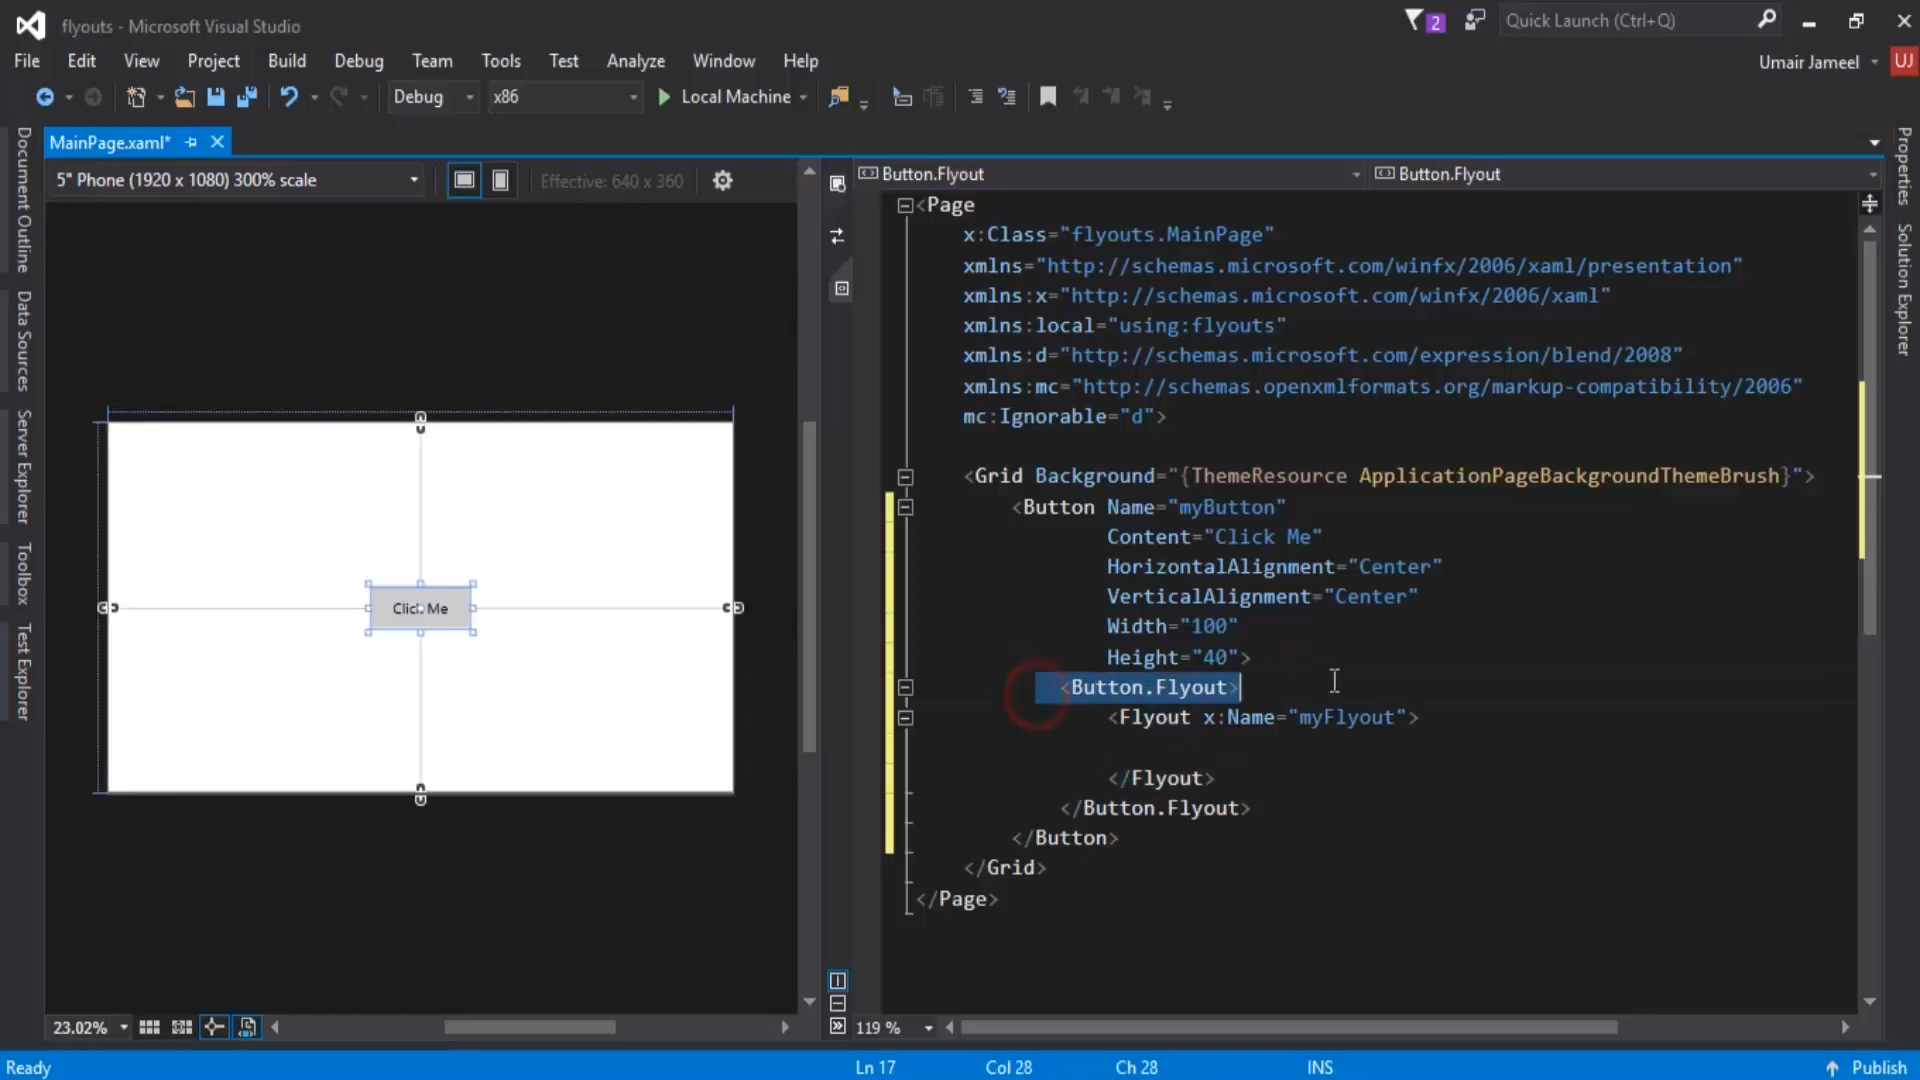 flyouts - Microsoft Visual Studio
2
Quick Launch (Ctrl+Q)
File Edit View Project Build Debug Team Tools Test Analyze Window Help
Umair Jameel
UJ
Debug
x86
Local Machine
Document Outline
Data Sources
Server Explorer
Toolbox
Test Explorer
MainPage.xaml*
5" Phone (1920 x 1080) 300% scale
Effective: 640 x 360
Click Me
23.02%
Button.Flyout
Button.Flyout
<Page
x:Class="flyouts.MainPage"
xmlns="http://schemas.microsoft.com/winfx/2006/xaml/presentation"
xmlns:x="http://schemas.microsoft.com/winfx/2006/xaml"
xmlns:local="using:flyouts"
xmlns:d="http://schemas.microsoft.com/expression/blend/2008"
xmlns:mc="http://schemas.openxmlformats.org/markup-compatibility/2006"
mc:Ignorable="d">
<Grid Background="{ThemeResource ApplicationPageBackgroundThemeBrush}">
<Button Name="myButton"
Content="Click Me"
HorizontalAlignment="Center"
VerticalAlignment="Center"
Width="100"
Height="40">
<Button.Flyout>
<Flyout x:Name="myFlyout">
</Flyout>
</Button.Flyout>
</Button>
</Grid>
</Page>
119 %
Properties
Solution Explorer
Ready
Ln 17
Col 28
Ch 28
INS
Publish